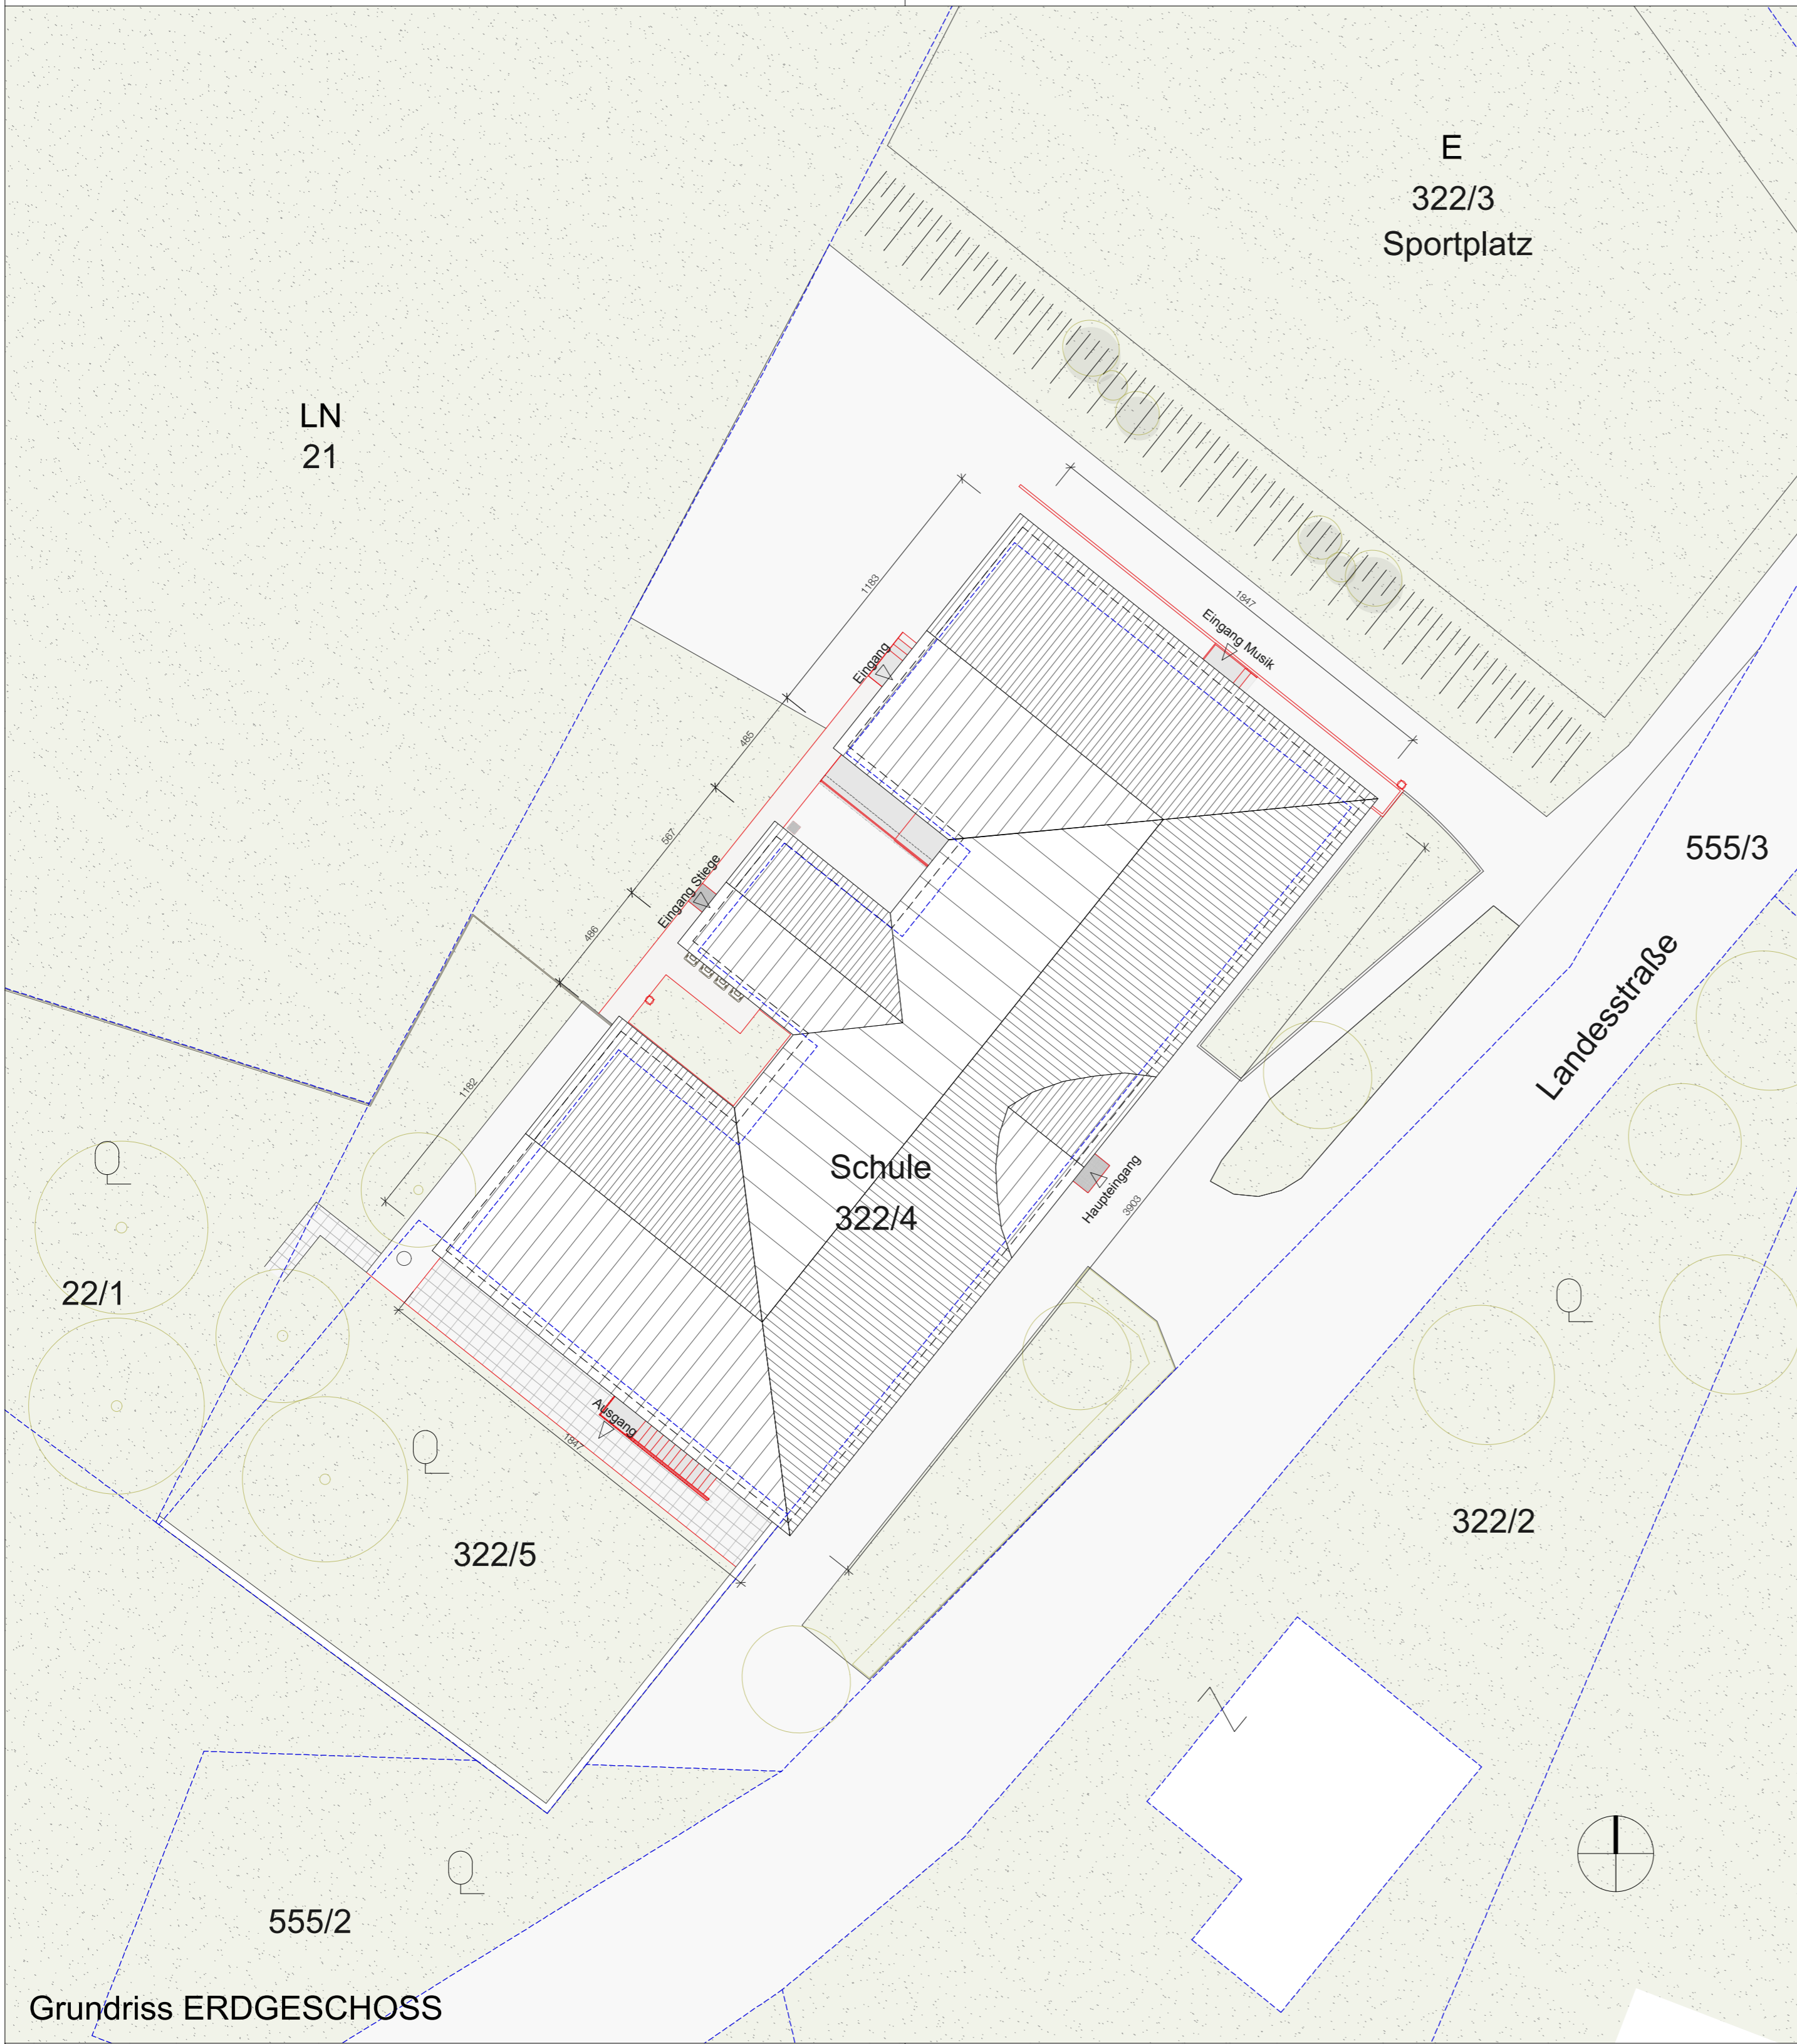 E
322/3
Sportplatz
LN
21
1183
1847
Eingang Musik
Eingang
485
567
Eingang Stiege
486
555/3
Landesstraße
1182
Schule
322/4
Haupteingang
3903
22/1
Ausgang
1847
322/5
322/2
555/2
Grundriss ERDGESCHOSS